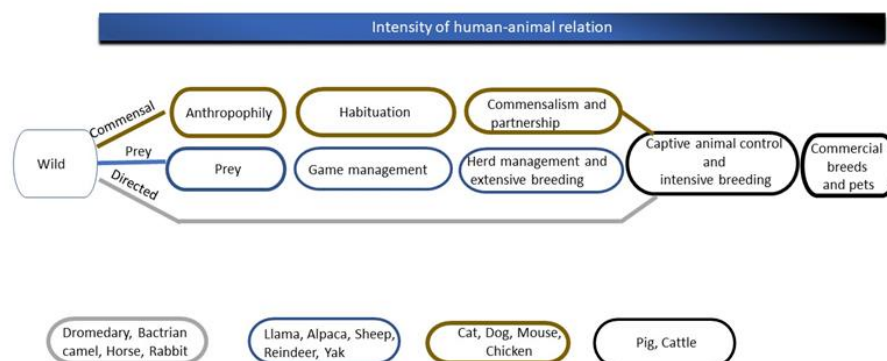 Intensity of human-animal relation
Commensal
Anthropophily
Habituation
Commensalism and
partnership
Wild
Prey
Prey
Game management
Herd management and
extensive breeding
Directed
Captive animal control
and
intensive breeding
Commercial
breeds
and pets
Dromedary, Bactrian
camel, Horse, Rabbit
Llama, Alpaca, Sheep,
Reindeer, Yak
Cat, Dog, Mouse,
Chicken
Pig, Cattle